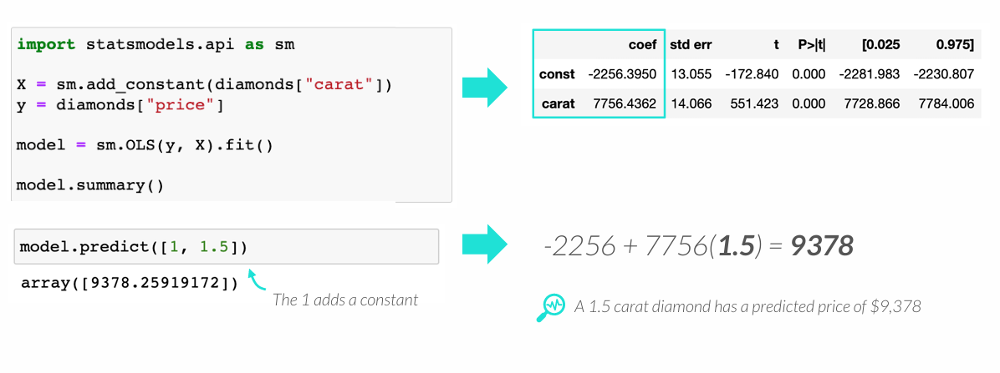 import statsmodels.api as sm
X = sm.add_constant(diamonds["carat"])
y = diamonds["price"]
model = sm.OLS(y, X).fit()
model.summary()
coef std err t P>|t| [0.025 0.975]
const -2256.3950 13.055 -172.840 0.000 -2281.983 -2230.807
carat 7756.4362 14.066 551.423 0.000 7728.866 7784.006
model.predict([1, 1.5])
array([9378.25919172])
The 1 adds a constant
-2256 + 7756(1.5) = 9378
A 1.5 carat diamond has a predicted price of $9,378